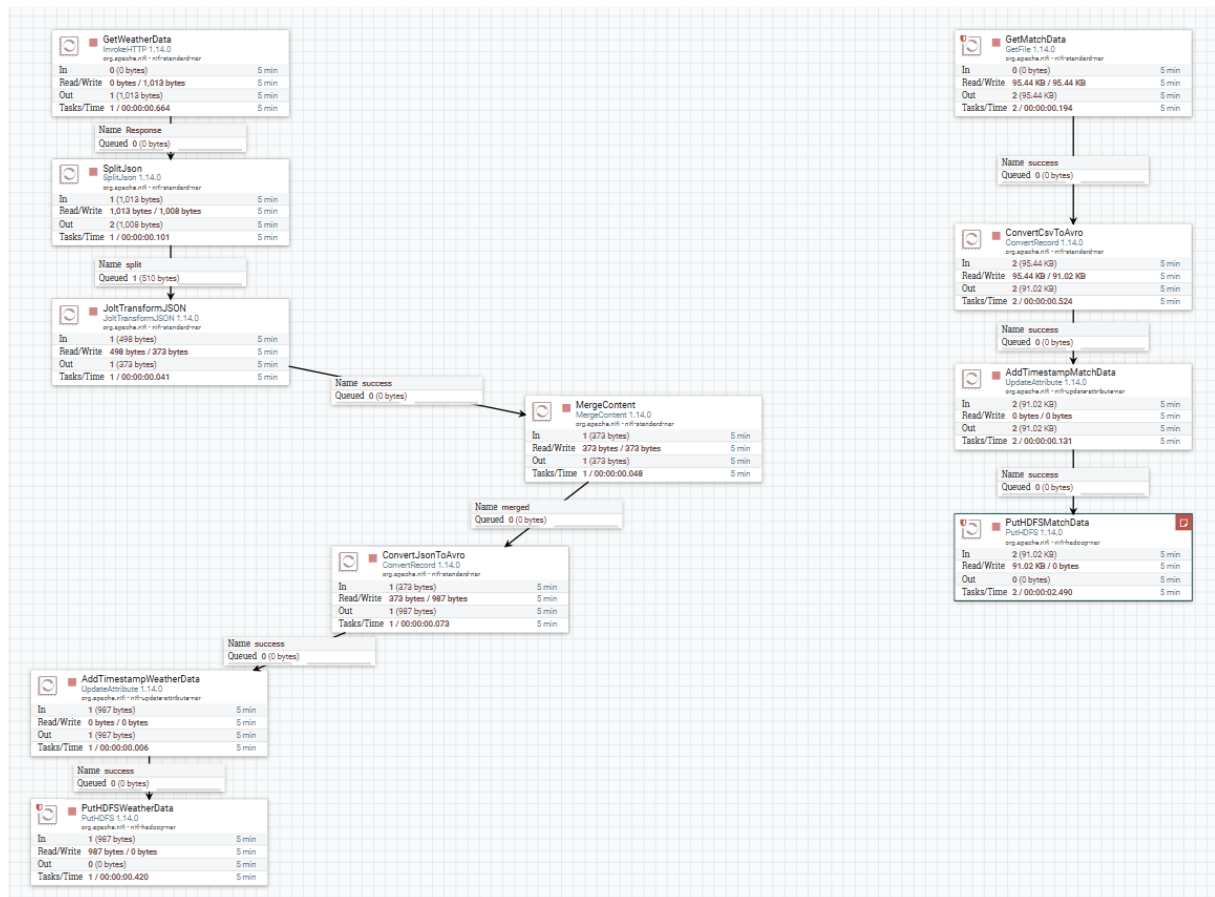 GetWeatherData
InvokeHTTP 1.14.0
org.apache.nifi - nifi-standard-nar
In 0 (0 bytes) 5 min
Read/Write 0 bytes / 1,013 bytes 5 min
Out 1 (1,013 bytes) 5 min
Tasks/Time 1 / 00:00:00.664 5 min
Name Response
Queued 0 (0 bytes)
SplitJson
SplitJson 1.14.0
org.apache.nifi - nifi-standard-nar
In 1 (1,013 bytes) 5 min
Read/Write 1,013 bytes / 1,008 bytes 5 min
Out 2 (1,008 bytes) 5 min
Tasks/Time 1 / 00:00:00.101 5 min
Name split
Queued 1 (510 bytes)
JoltTransformJSON
JoltTransformJSON 1.14.0
org.apache.nifi - nifi-standard-nar
In 1 (498 bytes) 5 min
Read/Write 498 bytes / 373 bytes 5 min
Out 1 (373 bytes) 5 min
Tasks/Time 1 / 00:00:00.041 5 min
Name success
Queued 0 (0 bytes)
MergeContent
MergeContent 1.14.0
org.apache.nifi - nifi-standard-nar
In 1 (373 bytes) 5 min
Read/Write 373 bytes / 373 bytes 5 min
Out 1 (373 bytes) 5 min
Tasks/Time 1 / 00:00:00.048 5 min
Name merged
Queued 0 (0 bytes)
ConvertJsonToAvro
ConvertRecord 1.14.0
org.apache.nifi - nifi-standard-nar
In 1 (373 bytes) 5 min
Read/Write 373 bytes / 987 bytes 5 min
Out 1 (987 bytes) 5 min
Tasks/Time 1 / 00:00:00.073 5 min
Name success
Queued 0 (0 bytes)
AddTimestampWeatherData
UpdateAttribute 1.14.0
org.apache.nifi - nifi-update-attribute-nar
In 1 (987 bytes) 5 min
Read/Write 0 bytes / 0 bytes 5 min
Out 1 (987 bytes) 5 min
Tasks/Time 1 / 00:00:00.006 5 min
Name success
Queued 0 (0 bytes)
PutHDFSWeatherData
PutHDFS 1.14.0
org.apache.nifi - nifi-hadoop-nar
In 1 (987 bytes) 5 min
Read/Write 987 bytes / 0 bytes 5 min
Out 0 (0 bytes) 5 min
Tasks/Time 1 / 00:00:00.420 5 min
GetMatchData
GetFile 1.14.0
org.apache.nifi - nifi-standard-nar
In 0 (0 bytes) 5 min
Read/Write 95.44 KB / 95.44 KB 5 min
Out 2 (95.44 KB) 5 min
Tasks/Time 2 / 00:00:00.194 5 min
Name success
Queued 0 (0 bytes)
ConvertCsvToAvro
ConvertRecord 1.14.0
org.apache.nifi - nifi-standard-nar
In 2 (95.44 KB) 5 min
Read/Write 95.44 KB / 91.02 KB 5 min
Out 2 (91.02 KB) 5 min
Tasks/Time 2 / 00:00:00.524 5 min
Name success
Queued 0 (0 bytes)
AddTimestampMatchData
UpdateAttribute 1.14.0
org.apache.nifi - nifi-update-attribute-nar
In 2 (91.02 KB) 5 min
Read/Write 0 bytes / 0 bytes 5 min
Out 2 (91.02 KB) 5 min
Tasks/Time 2 / 00:00:00.131 5 min
Name success
Queued 0 (0 bytes)
PutHDFSMatchData
PutHDFS 1.14.0
org.apache.nifi - nifi-hadoop-nar
In 2 (91.02 KB) 5 min
Read/Write 91.02 KB / 0 bytes 5 min
Out 0 (0 bytes) 5 min
Tasks/Time 2 / 00:00:02.490 5 min